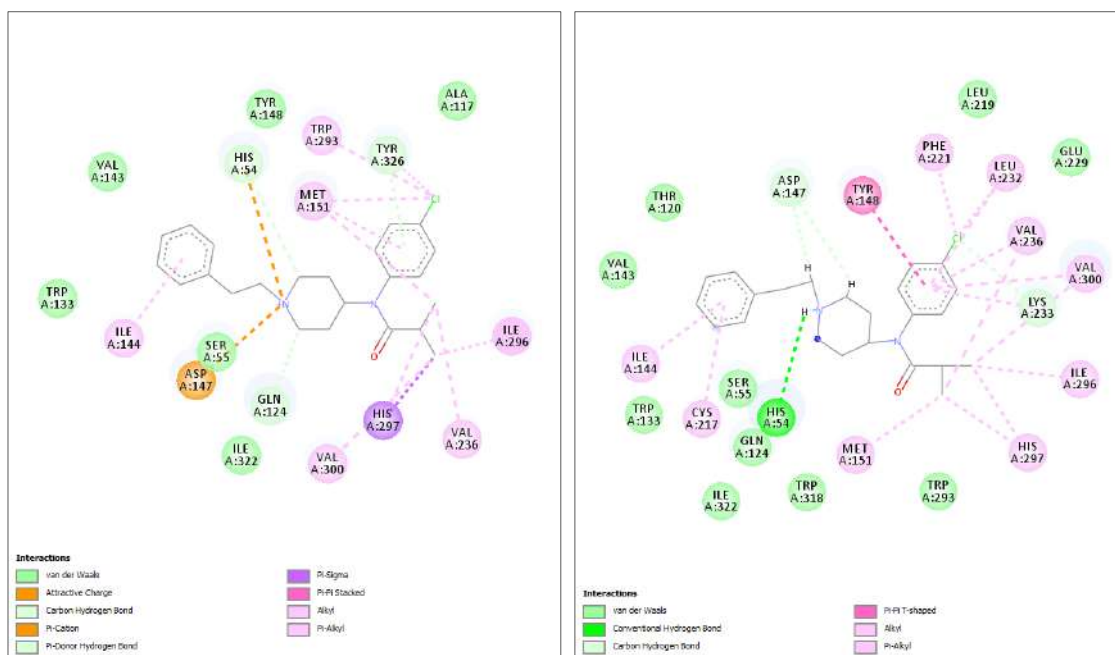 TYR
A:148
ALA
A:117
TRP
A:293
TYR
A:326
HIS
A:54
VAL
A:143
MET
A:151
Cl
TRP
A:133
N
N
ILE
A:144
SER
A:55
ILE
A:296
O
ASP
A:147
GLN
A:124
HIS
A:297
VAL
A:236
ILE
A:322
VAL
A:300
Interactions
van der Waals
Attractive Charge
Carbon Hydrogen Bond
Pi-Cation
Pi-Donor Hydrogen Bond
Pi-Sigma
Pi-Pi Stacked
Alkyl
Pi-Alkyl
LEU
A:219
PHE
A:221
GLU
A:229
ASP
A:147
LEU
A:232
TYR
A:148
THR
A:120
VAL
A:236
Cl
VAL
A:143
VAL
A:300
H
H
LYS
A:233
H
N
ILE
A:144
SER
A:55
ILE
A:296
O
TRP
A:133
CYS
A:217
HIS
A:54
GLN
A:124
MET
A:151
HIS
A:297
ILE
A:322
TRP
A:318
TRP
A:293
Interactions
van der Waals
Conventional Hydrogen Bond
Carbon Hydrogen Bond
Pi-Pi T-shaped
Alkyl
Pi-Alkyl